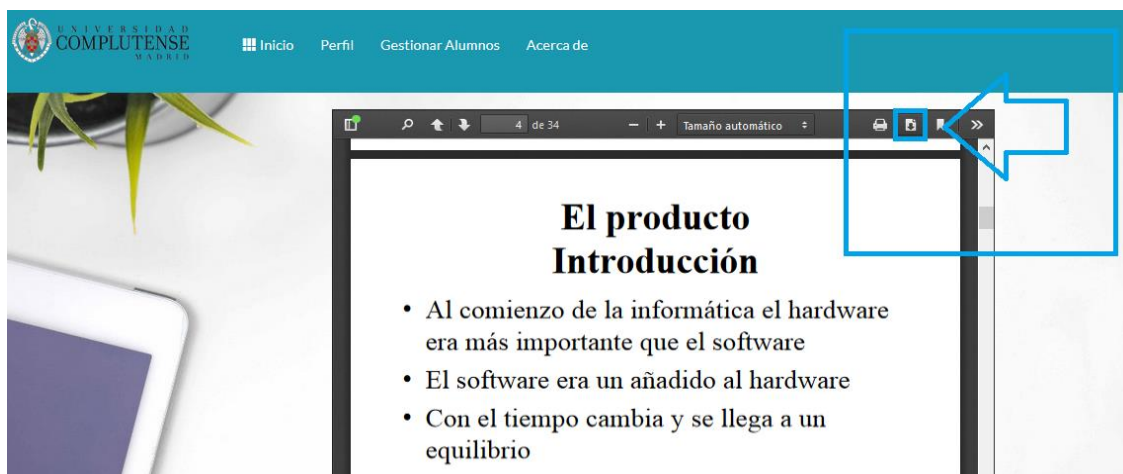 UNIVERSIDAD
COMPLUTENSE
MADRID
Inicio Perfil Gestionar Alumnos Acerca de
4 de 34 Tamaño automático
El producto
Introducción
• Al comienzo de la informática el hardware
era más importante que el software
• El software era un añadido al hardware
• Con el tiempo cambia y se llega a un
equilibrio